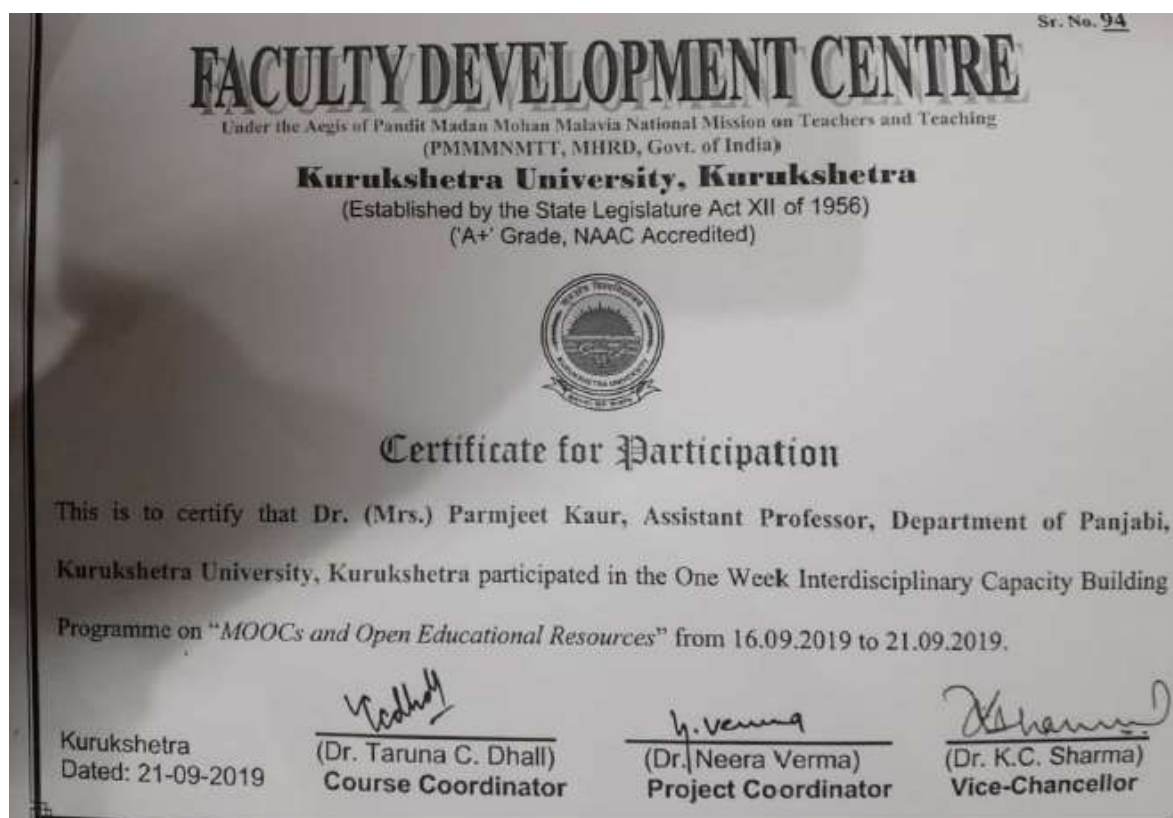 Sr. No. 94
FACULTY DEVELOPMENT CENTRE
Under the Aegis of Pandit Madan Mohan Malavia National Mission on Teachers and Teaching
(PMMMNMTT, MHRD, Govt. of India)
Kurukshetra University, Kurukshetra
(Established by the State Legislature Act XII of 1956)
('A+' Grade, NAAC Accredited)
KURUKSHETRA UNIVERSITY
Certificate for Participation
This is to certify that Dr. (Mrs.) Parmjeet Kaur, Assistant Professor, Department of Panjabi,
Kurukshetra University, Kurukshetra participated in the One Week Interdisciplinary Capacity Building
Programme on “MOOCs and Open Educational Resources” from 16.09.2019 to 21.09.2019.
Kurukshetra
Dated: 21-09-2019
(Dr. Taruna C. Dhall)
Course Coordinator
(Dr. Neera Verma)
Project Coordinator
(Dr. K.C. Sharma)
Vice-Chancellor